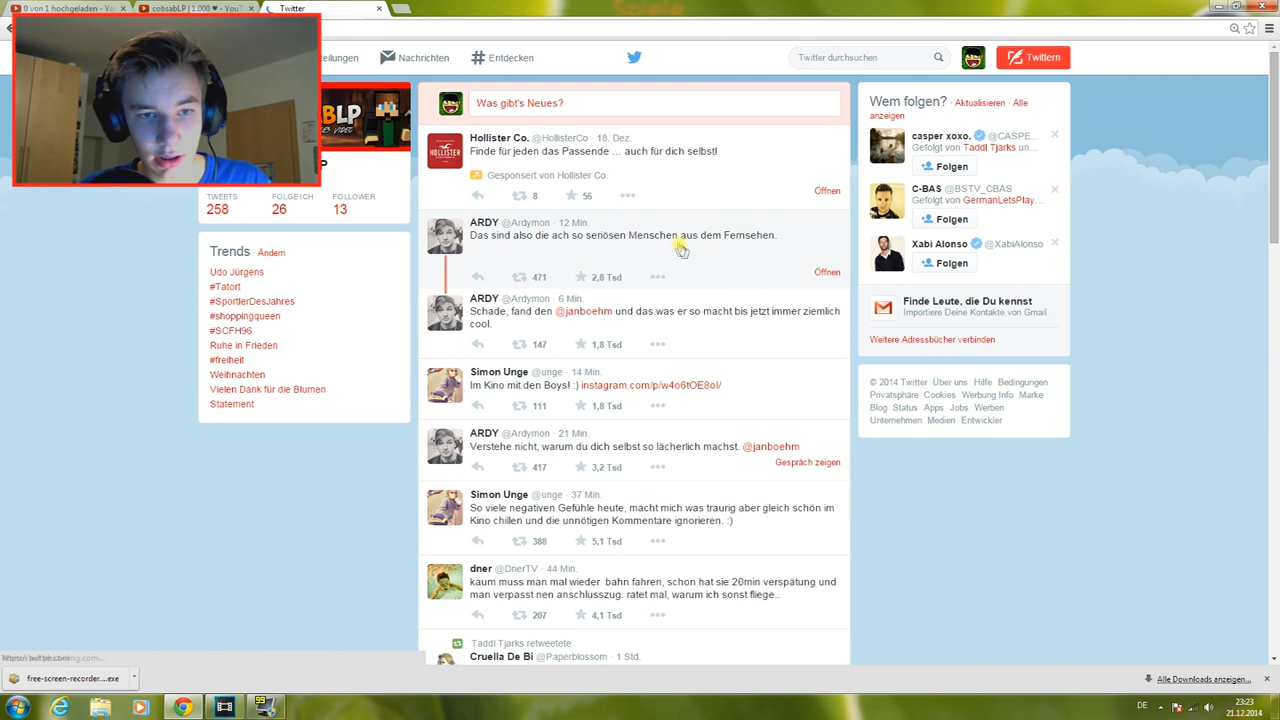 0 von 1 hochgeladen - Yo
cobsabLP | 1.000 ♥ - YouT
Twitter
Nachrichten
Entdecken
Twitter durchsuchen
Twittern
TWEETS
FOLGE ICH
FOLLOWER
258
26
13
Trends · Ändern
Udo Jürgens
#Tatort
#SportlerDesJahres
#shoppingqueen
#SCFH96
Ruhe in Frieden
#freiheit
Weihnachten
Vielen Dank für die Blumen
Statement
Was gibt's Neues?
Hollister Co. @HollisterCo · 18. Dez.
Finde für jeden das Passende ... auch für dich selbst!
Gesponsert von Hollister Co.
8 56
Öffnen
ARDY @Ardymon · 12 Min.
Das sind also die ach so seriösen Menschen aus dem Fernsehen.
471 2,8 Tsd
Öffnen
ARDY @Ardymon · 6 Min.
Schade, fand den @janboehm und das was er so macht bis jetzt immer ziemlich
cool.
147 1,8 Tsd
Simon Unge @unge · 14 Min.
Im Kino mit den Boys! :) instagram.com/p/w4o6tOE8ol/
111 1,8 Tsd
ARDY @Ardymon · 21 Min.
Verstehe nicht, warum du dich selbst so lächerlich machst. @janboehm
Gespräch zeigen
417 3,2 Tsd
Simon Unge @unge · 37 Min.
So viele negativen Gefühle heute, macht mich was traurig aber gleich schön im
Kino chillen und die unnötigen Kommentare ignorieren. :)
388 5,1 Tsd
dner @DnerTV · 44 Min.
kaum muss man mal wieder bahn fahren, schon hat sie 20min verspätung und
man verpasst nen anschlusszug. ratet mal, warum ich sonst fliege..
207 4,1 Tsd
Taddl Tjarks retweetete
Cruella De Bi @Paperblossom · 1 Std.
Wem folgen? · Aktualisieren · Alle
anzeigen
casper xoxo. @CASPE...
Gefolgt von Taddl Tjarks un...
Folgen
C-BAS @BSTV_CBAS
Gefolgt von GermanLetsPlay...
Folgen
Xabi Alonso @XabiAlonso
Folgen
Finde Leute, die Du kennst
Importiere Deine Kontakte von Gmail
Weitere Adressbücher verbinden
© 2014 Twitter Über uns Hilfe Bedingungen
Privatsphäre Cookies Werbung Info Marke
Blog Status Apps Jobs Werben
Unternehmen Medien Entwickler
free-screen-recorder....exe
Alle Downloads anzeigen...
DE
23:23
21.12.2014